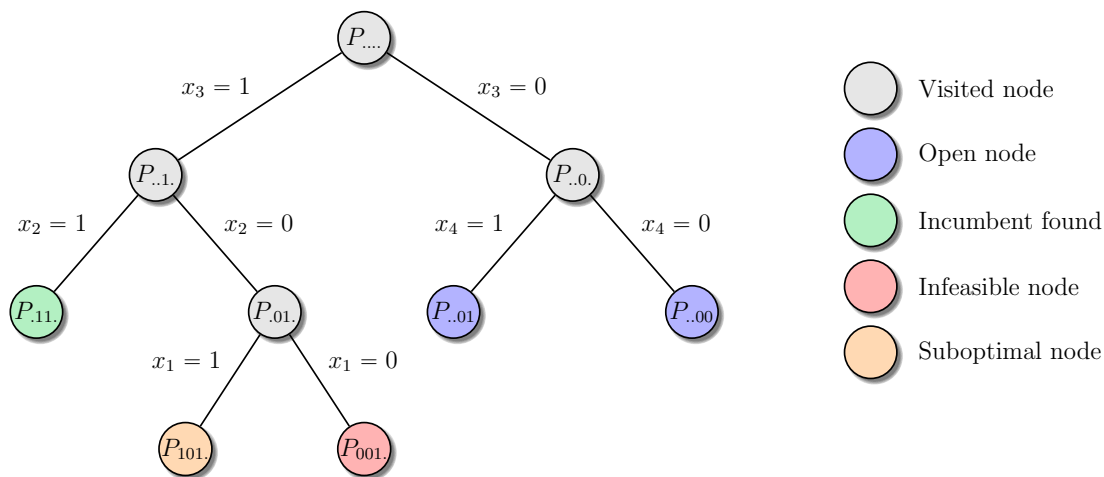 P....
x3 = 1
x3 = 0
P..1.
P..0.
x2 = 1
x2 = 0
x4 = 1
x4 = 0
P.11.
P.01.
P..01
P..00
x1 = 1
x1 = 0
P101.
P001.
Visited node
Open node
Incumbent found
Infeasible node
Suboptimal node